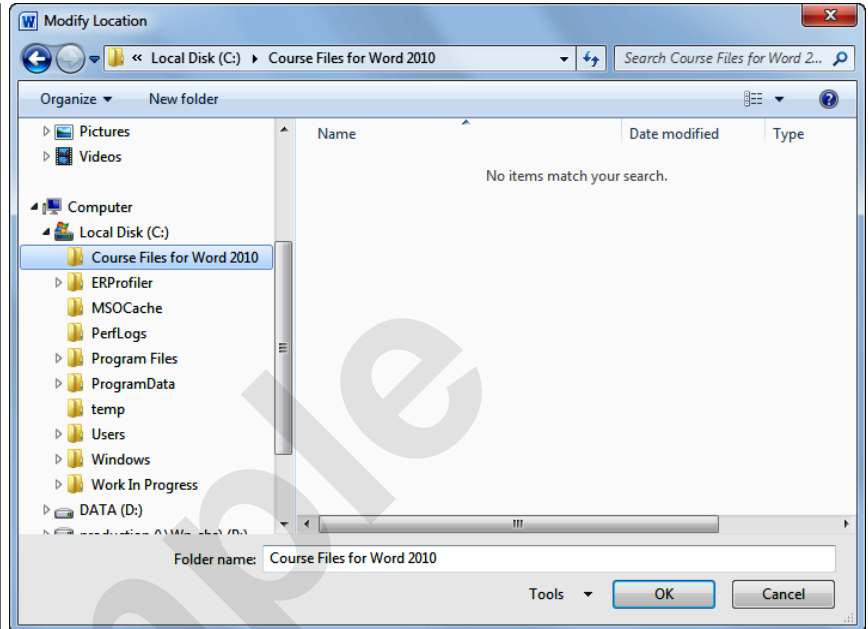 Modify Location
« Local Disk (C:) ▸ Course Files for Word 2010
Search Course Files for Word 2...
Organize
New folder
Pictures
Videos
Computer
Local Disk (C:)
Course Files for Word 2010
ERProfiler
MSOCache
PerfLogs
Program Files
ProgramData
temp
Users
Windows
Work In Progress
DATA (D:)
Name
Date modified
Type
No items match your search.
Folder name: Course Files for Word 2010
Tools
OK
Cancel